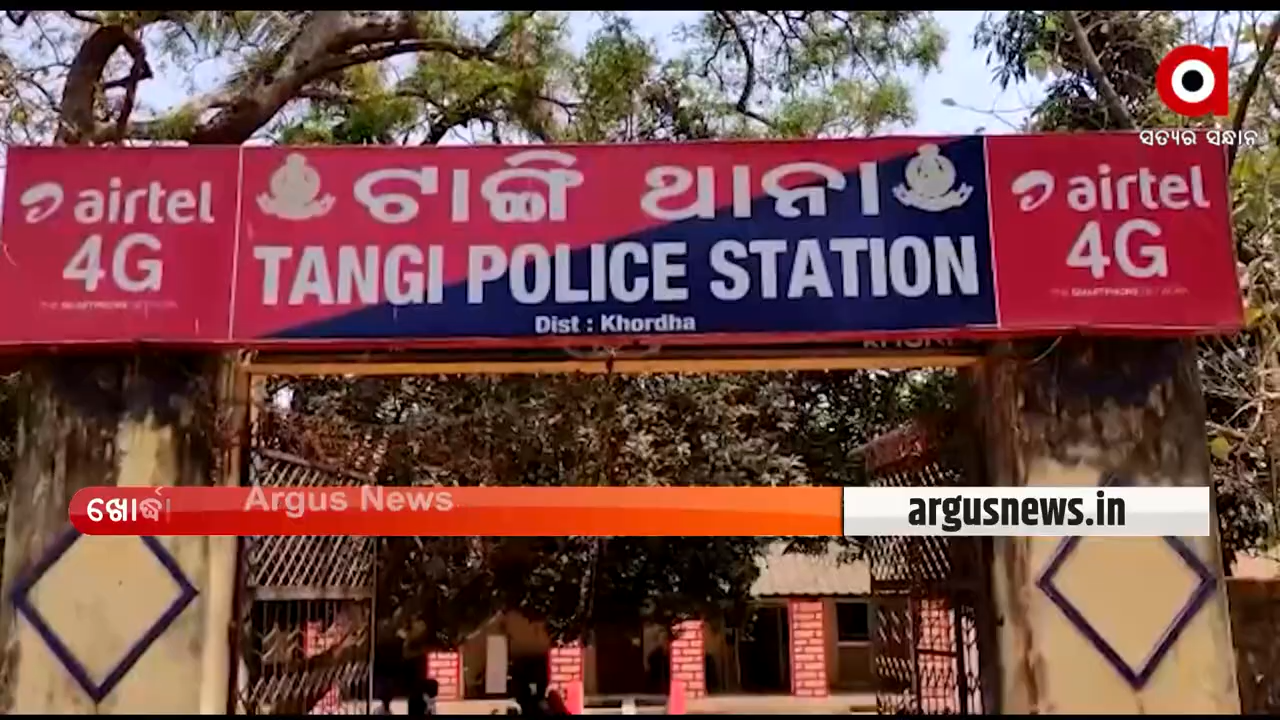 ସତ୍ୟର ସନ୍ଧାନ
airtel
4G
ଟାଙ୍ଗି ଥାନା
TANGI POLICE STATION
Dist : Khordha
airtel
4G
ଖୋର୍ଦ୍ଧା
Argus News
argusnews.in